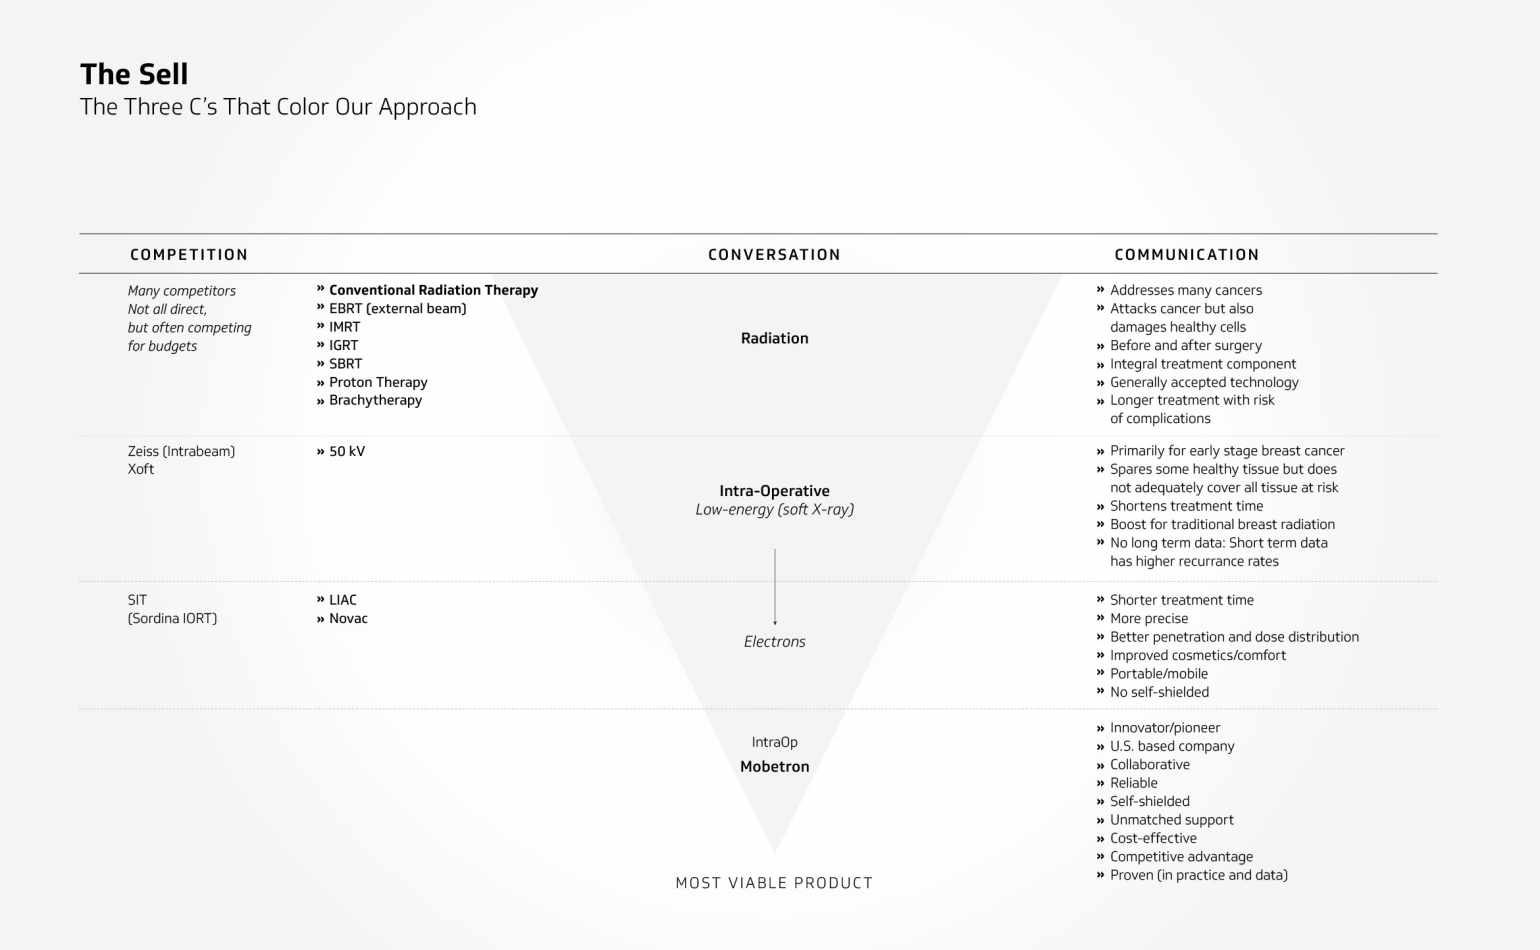 The Sell
The Three C’s That Color Our Approach
COMPETITION
CONVERSATION
COMMUNICATION
Many competitors
Not all direct,
but often competing
for budgets
» Conventional Radiation Therapy
» EBRT (external beam)
» IMRT
» IGRT
» SBRT
» Proton Therapy
» Brachytherapy
Radiation
» Addresses many cancers
» Attacks cancer but also
damages healthy cells
» Before and after surgery
» Integral treatment component
» Generally accepted technology
» Longer treatment with risk
of complications
Zeiss (Intrabeam)
Xoft
» 50 kV
Intra-Operative
Low-energy (soft X-ray)
» Primarily for early stage breast cancer
» Spares some healthy tissue but does
not adequately cover all tissue at risk
» Shortens treatment time
» Boost for traditional breast radiation
» No long term data: Short term data
has higher recurrance rates
SIT
(Sordina IORT)
» LIAC
» Novac
Electrons
» Shorter treatment time
» More precise
» Better penetration and dose distribution
» Improved cosmetics/comfort
» Portable/mobile
» No self-shielded
IntraOp
Mobetron
» Innovator/pioneer
» U.S. based company
» Collaborative
» Reliable
» Self-shielded
» Unmatched support
» Cost-effective
» Competitive advantage
» Proven (in practice and data)
MOST VIABLE PRODUCT